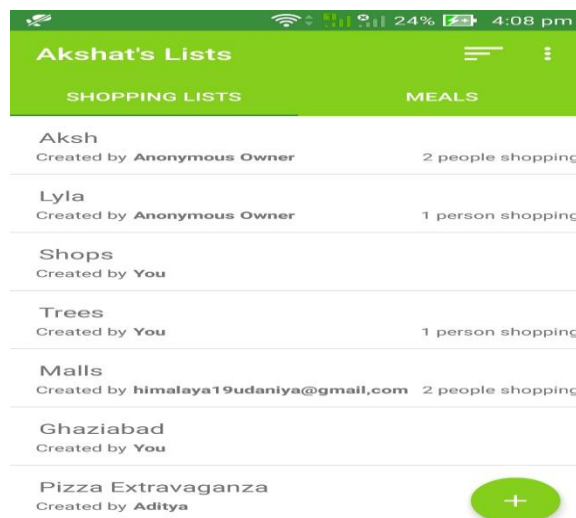 24% 4:08 pm
Akshat's Lists
SHOPPING LISTS MEALS
Aksh
Created by Anonymous Owner 2 people shopping
Lyla
Created by Anonymous Owner 1 person shopping
Shops
Created by You
Trees
Created by You 1 person shopping
Malls
Created by himalaya19udaniya@gmail,com 2 people shopping
Ghaziabad
Created by You
Pizza Extravaganza
Created by Aditya
+